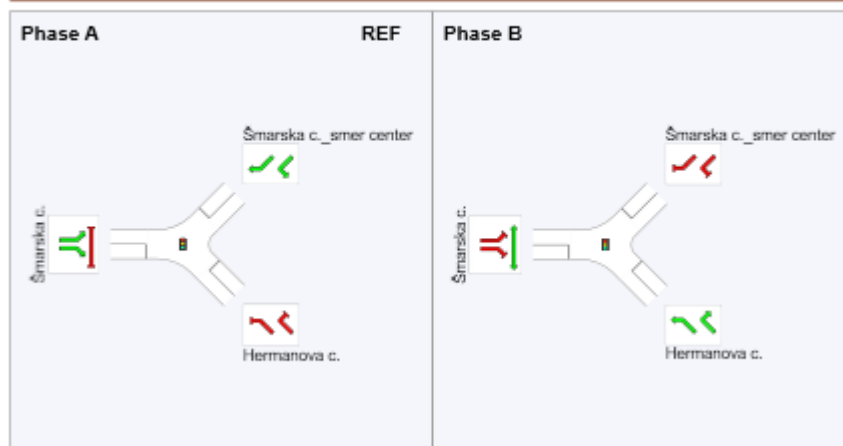 Phase A
REF
Šmarska c._smer center
Šmarska c.
Hermanova c.
Phase B
Šmarska c._smer center
Šmarska c.
Hermanova c.